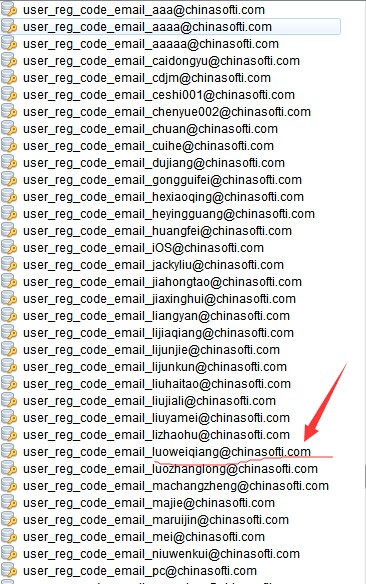 user_reg_code_email_aaa@chinasofti.com
user_reg_code_email_aaaa@chinasofti.com
user_reg_code_email_aaaaa@chinasofti.com
user_reg_code_email_caidongyu@chinasofti.com
user_reg_code_email_cdjm@chinasofti.com
user_reg_code_email_ceshi001@chinasofti.com
user_reg_code_email_chenyue002@chinasofti.com
user_reg_code_email_chuan@chinasofti.com
user_reg_code_email_cuihe@chinasofti.com
user_reg_code_email_dujiang@chinasofti.com
user_reg_code_email_gongguifei@chinasofti.com
user_reg_code_email_hexiaoqing@chinasofti.com
user_reg_code_email_heyingguang@chinasofti.com
user_reg_code_email_huangfei@chinasofti.com
user_reg_code_email_iOS@chinasofti.com
user_reg_code_email_jackyliu@chinasofti.com
user_reg_code_email_jiahongtao@chinasofti.com
user_reg_code_email_jiaxinghui@chinasofti.com
user_reg_code_email_liangyan@chinasofti.com
user_reg_code_email_lijiaqiang@chinasofti.com
user_reg_code_email_lijunjie@chinasofti.com
user_reg_code_email_lijunkun@chinasofti.com
user_reg_code_email_liuhaitao@chinasofti.com
user_reg_code_email_liujiali@chinasofti.com
user_reg_code_email_liuyamei@chinasofti.com
user_reg_code_email_lizhaohu@chinasofti.com
user_reg_code_email_luoweiqiang@chinasofti.com
user_reg_code_email_luozhanglong@chinasofti.com
user_reg_code_email_machangzheng@chinasofti.com
user_reg_code_email_majie@chinasofti.com
user_reg_code_email_maruijin@chinasofti.com
user_reg_code_email_mei@chinasofti.com
user_reg_code_email_niuwenkui@chinasofti.com
user_reg_code_email_pc@chinasofti.com